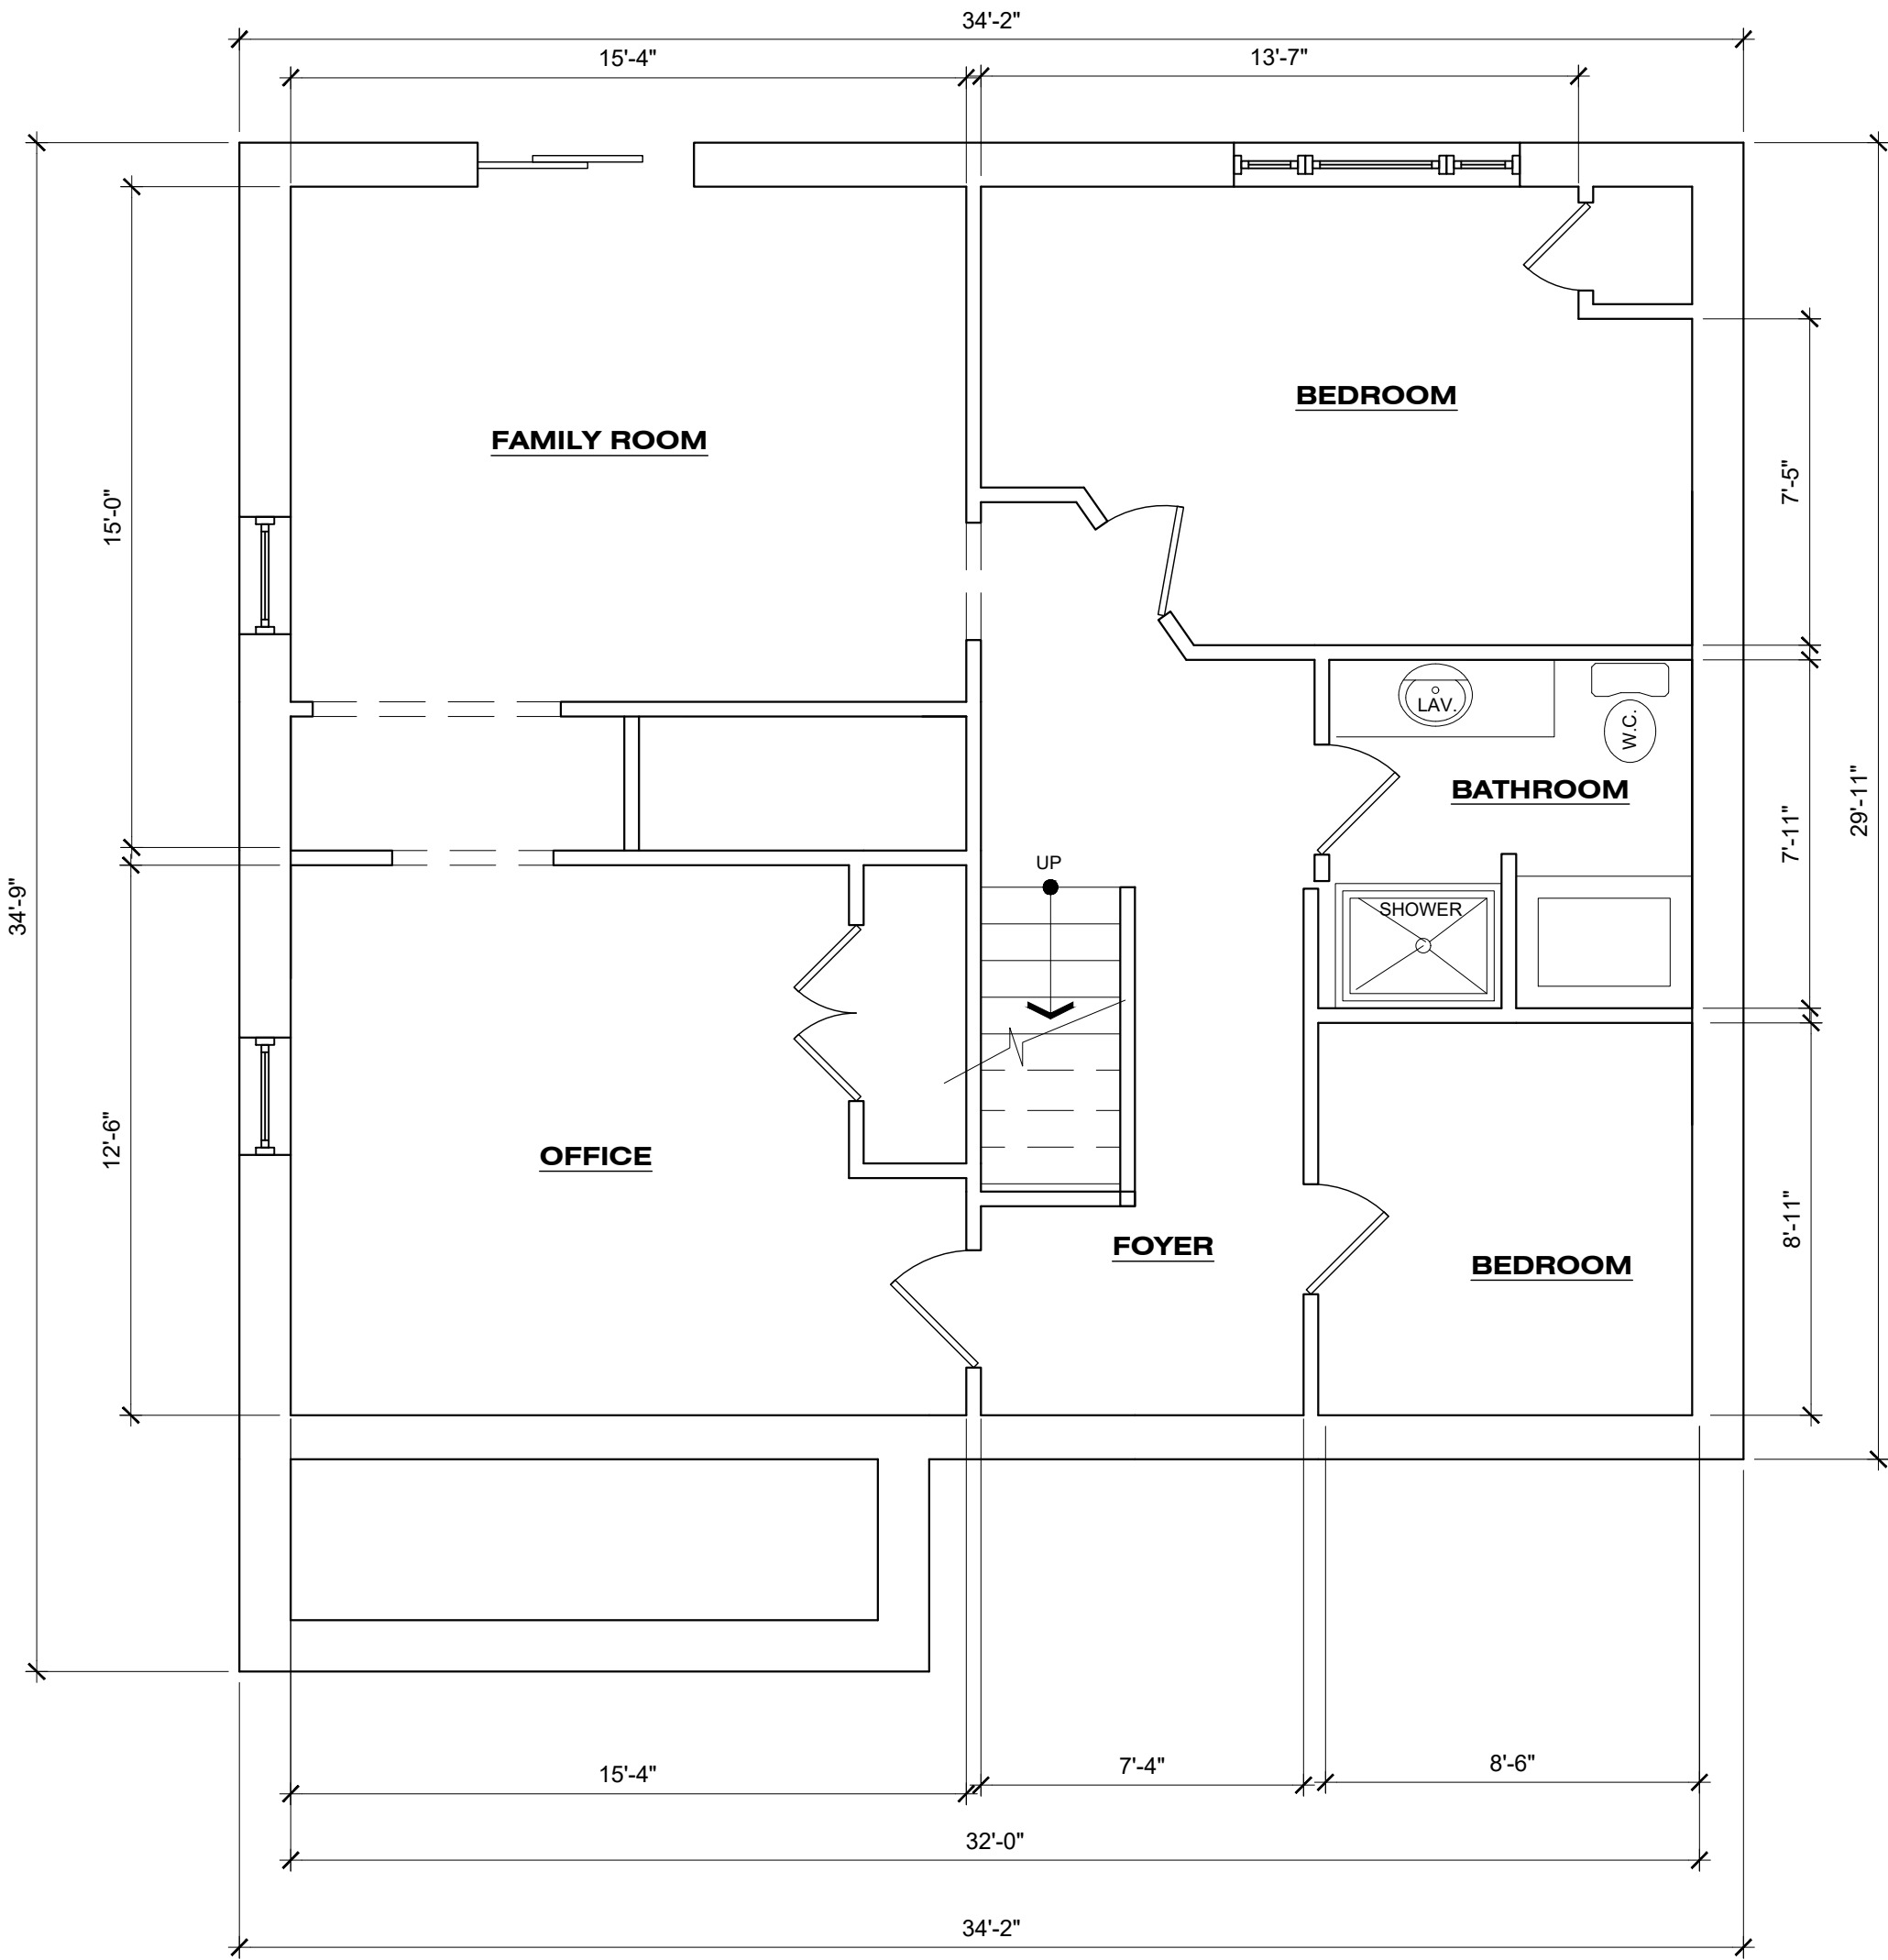 34'-2"
15'-4"
13'-7"
BEDROOM
FAMILY ROOM
7'-5"
15'-0"
LAV.
W.C.
BATHROOM
29'-11"
7'-11"
UP
34'-9"
SHOWER
12'-6"
OFFICE
8'-11"
FOYER
BEDROOM
15'-4"
7'-4"
8'-6"
32'-0"
34'-2"